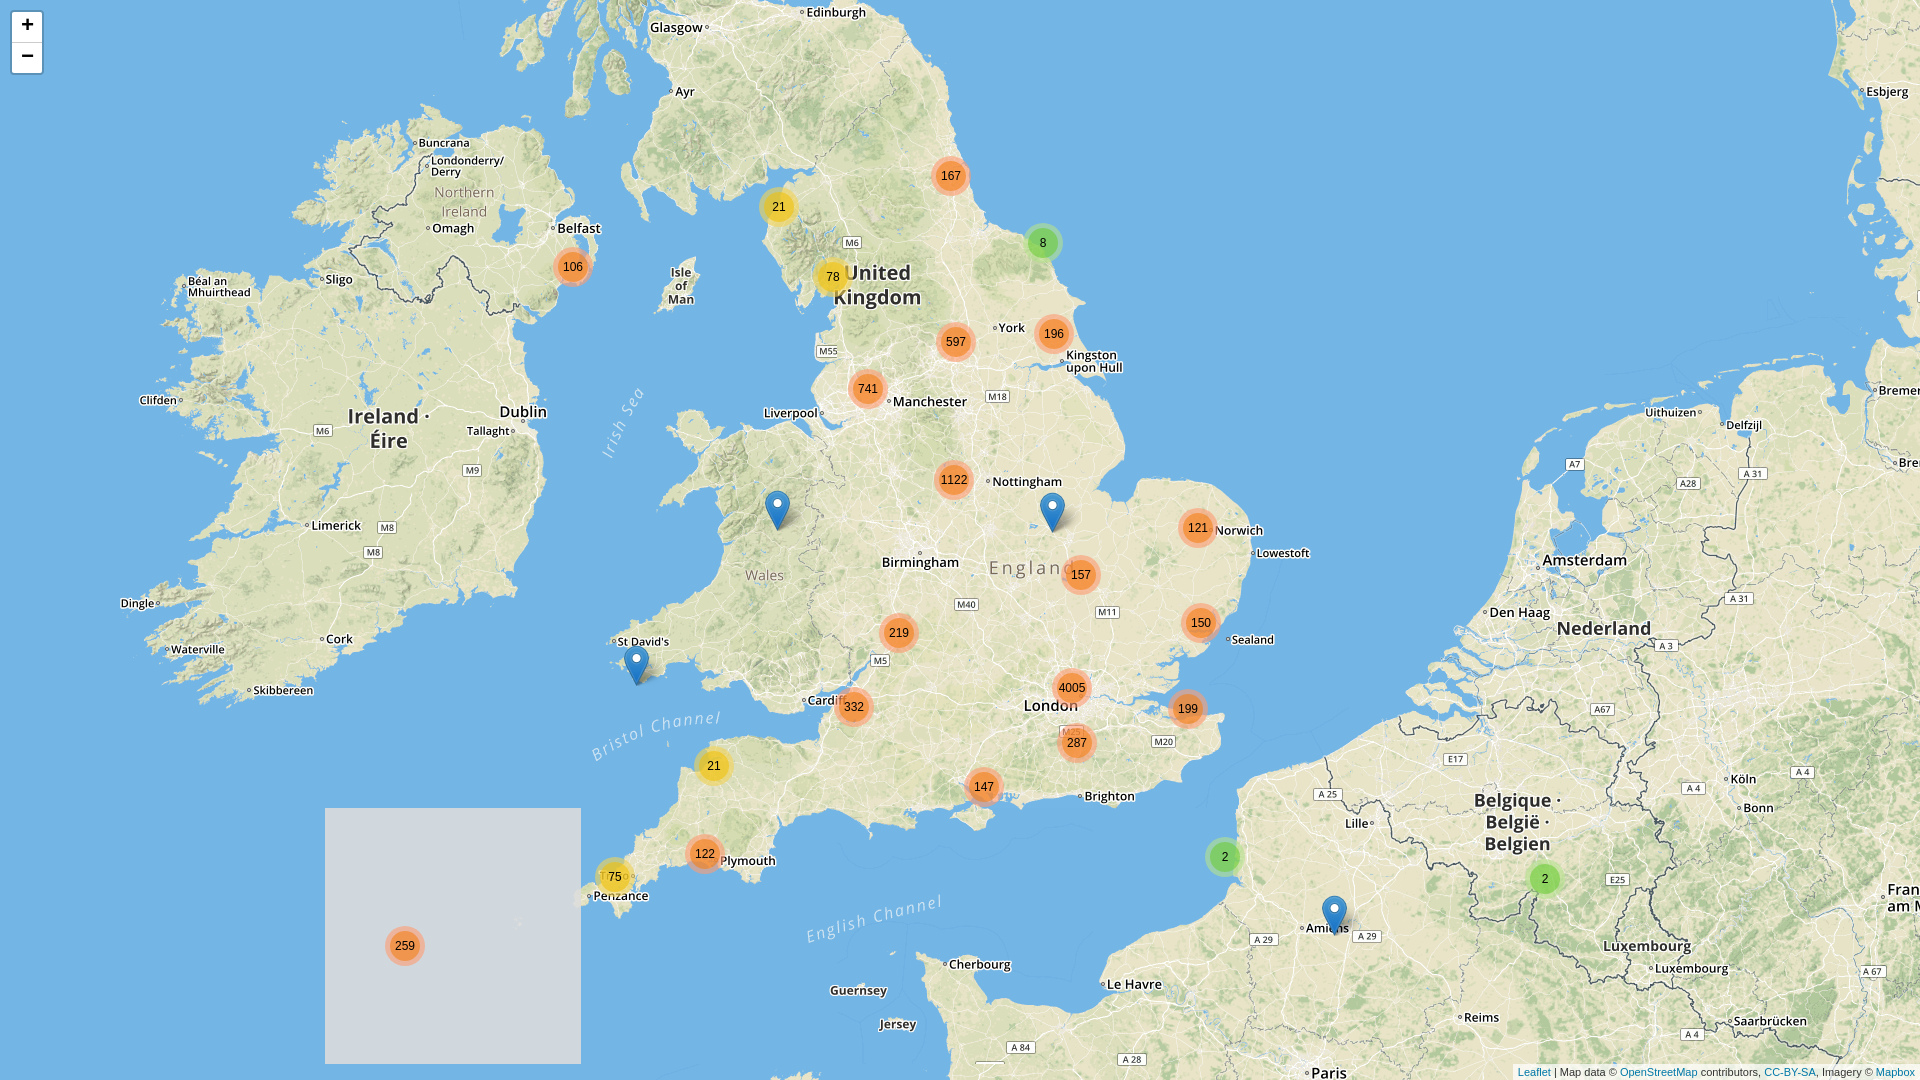 +
−
Edinburgh
Glasgow
Ayr
Esbjerg
Buncrana
Londonderry/
Derry
Northern
Ireland
Omagh
Belfast
106
Sligo
Béal an
Mhuirthead
167
21
8
M6
78
United
Kingdom
Isle
of
Man
York
196
597
Kingston
upon Hull
M55
741
Manchester
M18
Liverpool
Irish Sea
Clifden
Ireland ·
Éire
M6
Dublin
Tallaght
M9
Limerick
M8
M8
Dingle
Waterville
Cork
Skibbereen
1122
Nottingham
121
Norwich
Lowestoft
Birmingham
England
157
Wales
M40
M11
150
Sealand
219
St David's
M5
4005
London
Cardiff
332
199
M25
287
M20
Bristol Channel
21
147
Brighton
122
Plymouth
75
Penzance
259
English Channel
Guernsey
Jersey
Cherbourg
Le Havre
A 84
A 28
2
Amiens
A 29
A 29
Reims
Paris
Uithuizen
Delfzijl
A7
A 31
A28
Amsterdam
Den Haag
Nederland
A 31
A 3
A67
E17
A 25
Lille
Belgique ·
België ·
Belgien
Köln
A 4
A 4
Bonn
2
E25
Luxembourg
Luxembourg
A 67
Saarbrücken
A 4
Leaflet | Map data © OpenStreetMap contributors, CC-BY-SA, Imagery © Mapbox